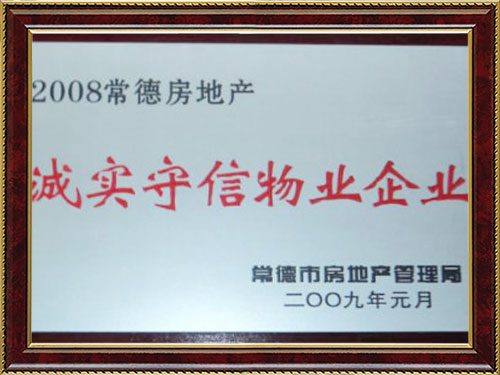 2008常德房地产
诚实守信物业企业
常德市房地产管理局
二〇〇九年元月